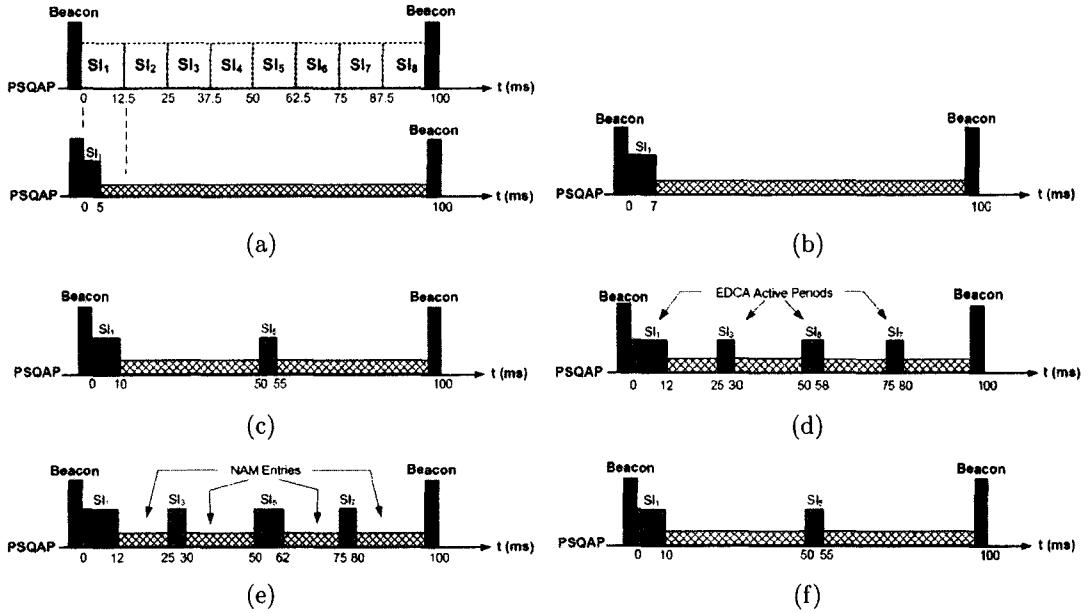 Beacon Beacon
SI1 SI2 SI3 SI4 SI5 SI6 SI7 SI8
PSQAP t (ms)
0 12.5 25 37.5 50 62.5 75 87.5 100
Beacon
SI
PSQAP t (ms)
0 5 100
(a)
Beacon Beacon
SI1
PSQAP t (ms)
0 7 100
(b)
Beacon Beacon
SI1 SI5
PSQAP t (ms)
0 10 50 55 100
(c)
Beacon EDCA Active Periods Beacon
SI1 SI3 SI5 SI7
PSQAP t (ms)
0 12 25 30 50 58 75 80 100
(d)
Beacon NAM Entries Beacon
SI SI3 SI5 SI7
PSQAP t (ms)
0 12 25 30 50 62 75 80 100
(e)
Beacon Beacon
SI1 SI5
PSQAP t (ms)
0 10 50 55 100
(f)